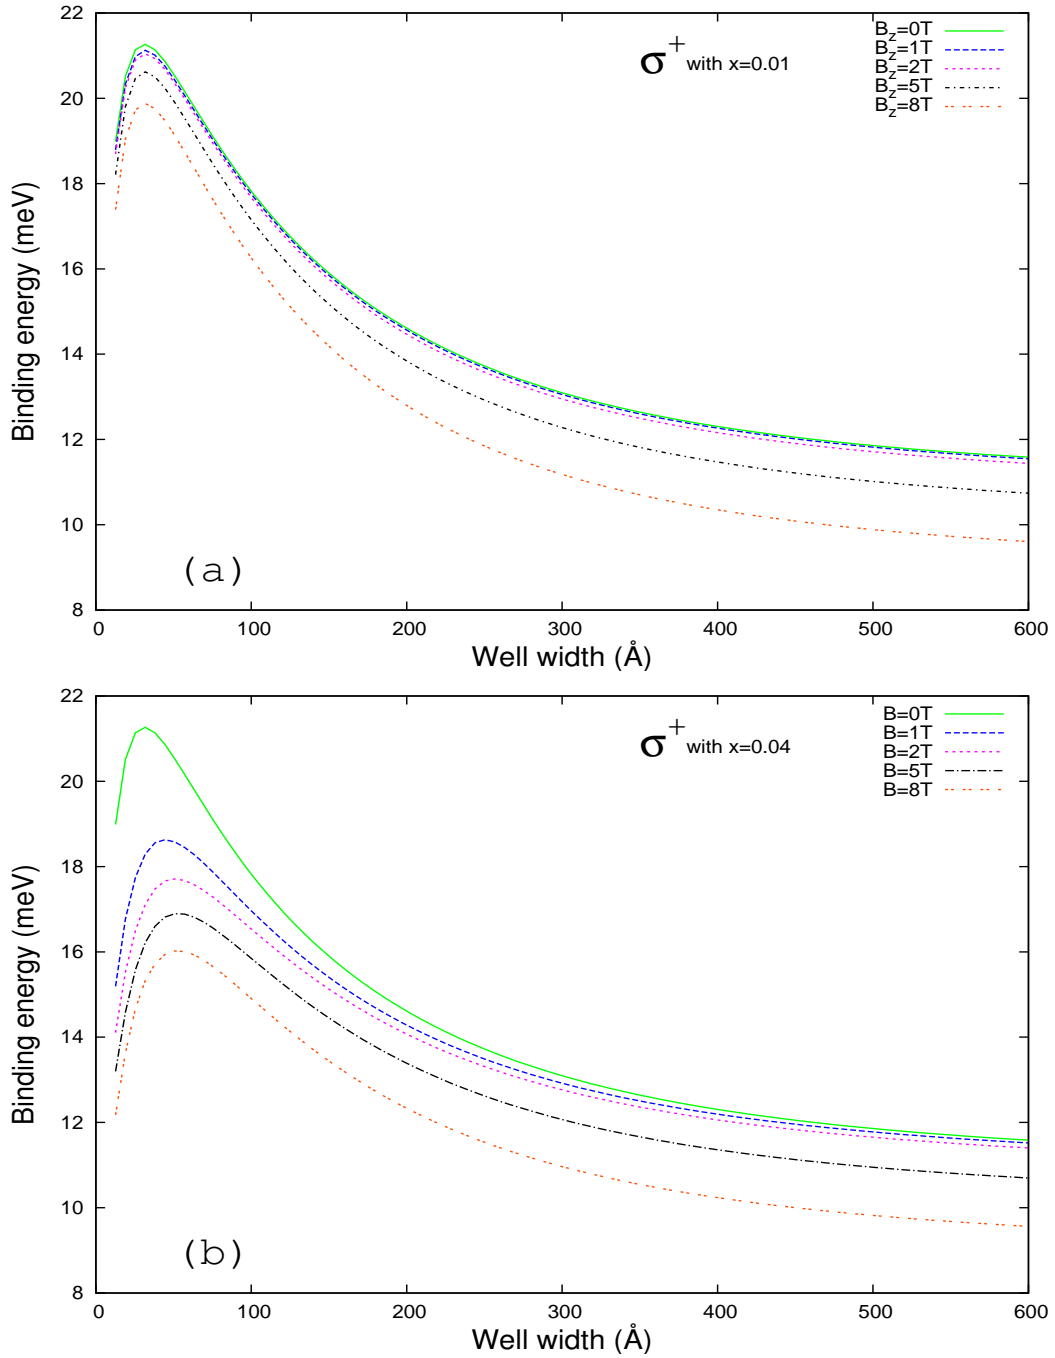 22
20
18
16
14
12
10
8
Binding energy (meV)
σ+ with x=0.01
Bz=0T
Bz=1T
Bz=2T
Bz=5T
Bz=8T
(a)
0 100 200 300 400 500 600
Well width (Å)
22
20
18
16
14
12
10
8
Binding energy (meV)
σ+ with x=0.04
B=0T
B=1T
B=2T
B=5T
B=8T
(b)
0 100 200 300 400 500 600
Well width (Å)